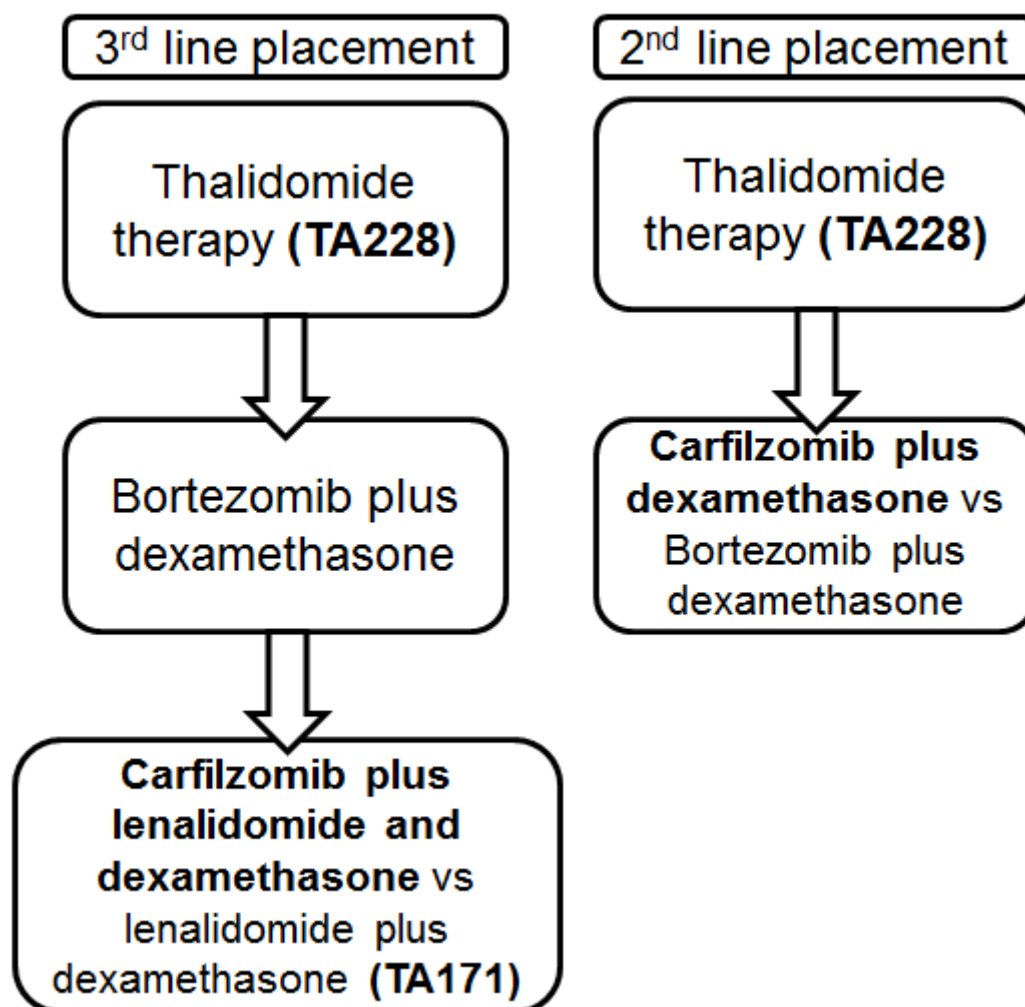 3rd line placement
Thalidomide
therapy (TA228)
Bortezomib plus
dexamethasone
Carfilzomib plus
lenalidomide and
dexamethasone vs
lenalidomide plus
dexamethasone (TA171)
2nd line placement
Thalidomide
therapy (TA228)
Carfilzomib plus
dexamethasone vs
Bortezomib plus
dexamethasone